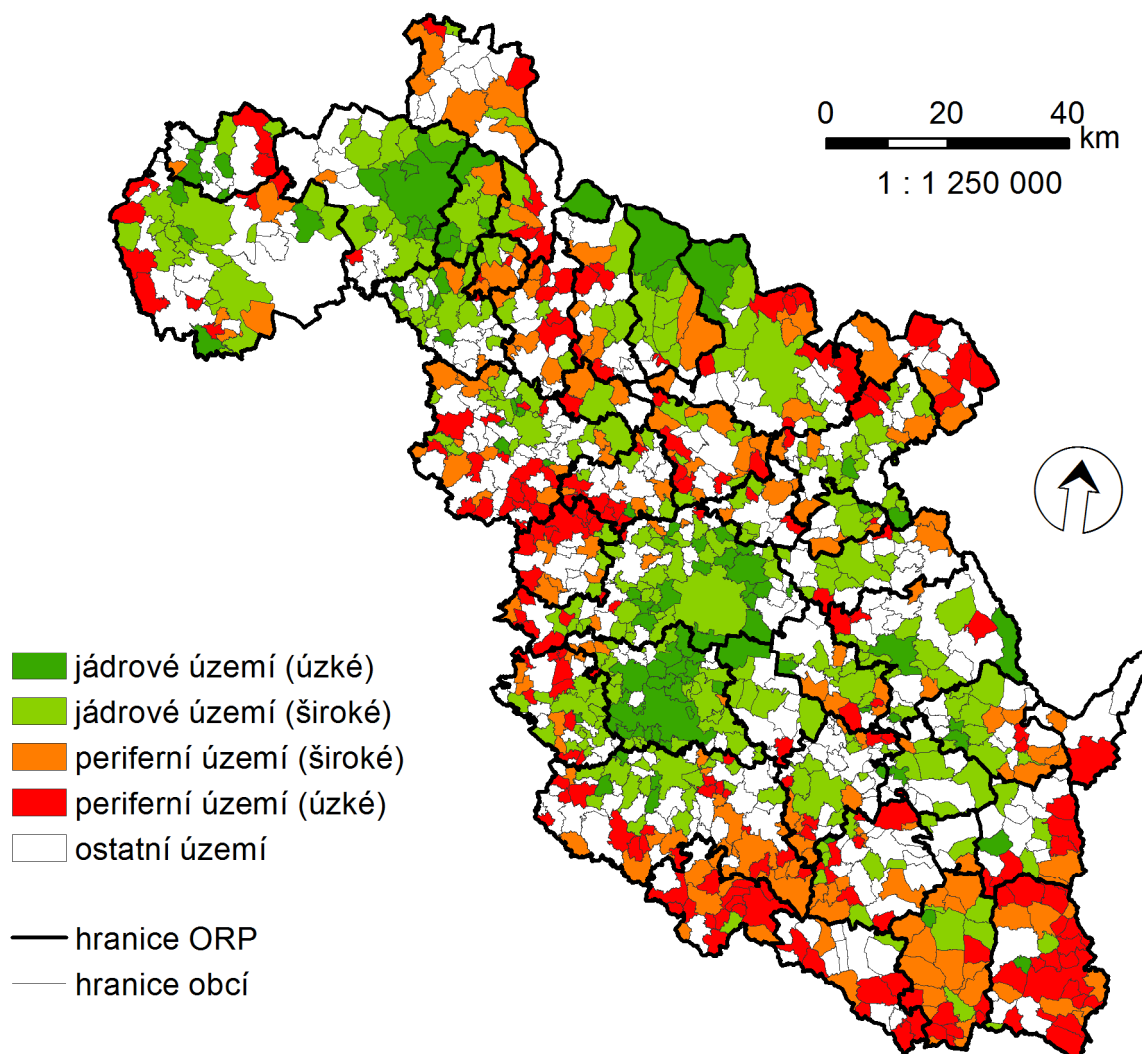 0 20 40
km
1 : 1 250 000
jádrové území (úzké)
jádrové území (široké)
periferní území (široké)
periferní území (úzké)
ostatní území
hranice ORP
hranice obcí